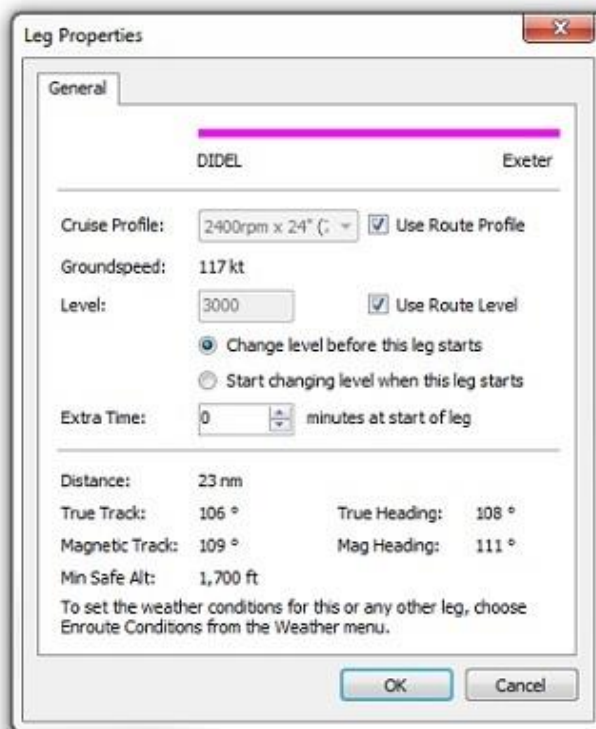 Leg Properties
General
DIDEL Exeter
Cruise Profile: 2400rpm x 24" (: Use Route Profile
Groundspeed: 117 kt
Level: 3000 Use Route Level
Change level before this leg starts
Start changing level when this leg starts
Extra Time: 0 minutes at start of leg
Distance: 23 nm
True Track: 106 ° True Heading: 108 °
Magnetic Track: 109 ° Mag Heading: 111 °
Min Safe Alt: 1,700 ft
To set the weather conditions for this or any other leg, choose
Enroute Conditions from the Weather menu.
OK Cancel